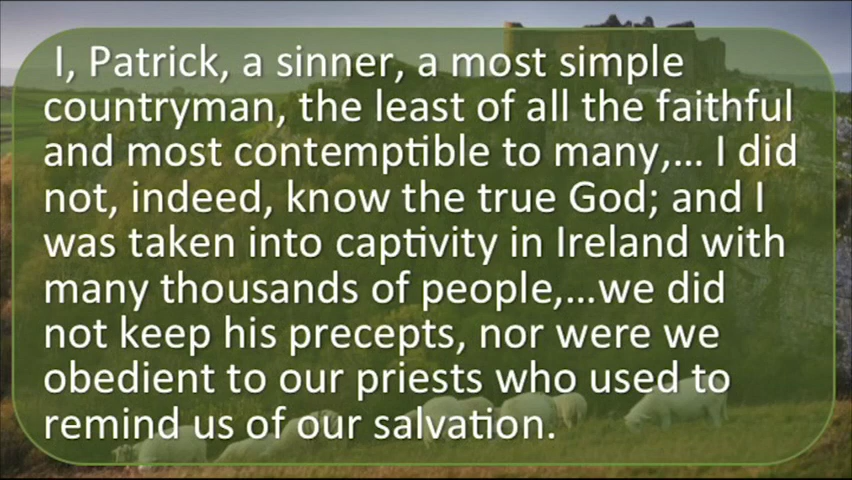 I, Patrick, a sinner, a most simple
countryman, the least of all the faithful
and most contemptible to many,... I did
not, indeed, know the true God; and I
was taken into captivity in Ireland with
many thousands of people,...we did
not keep his precepts, nor were we
obedient to our priests who used to
remind us of our salvation.